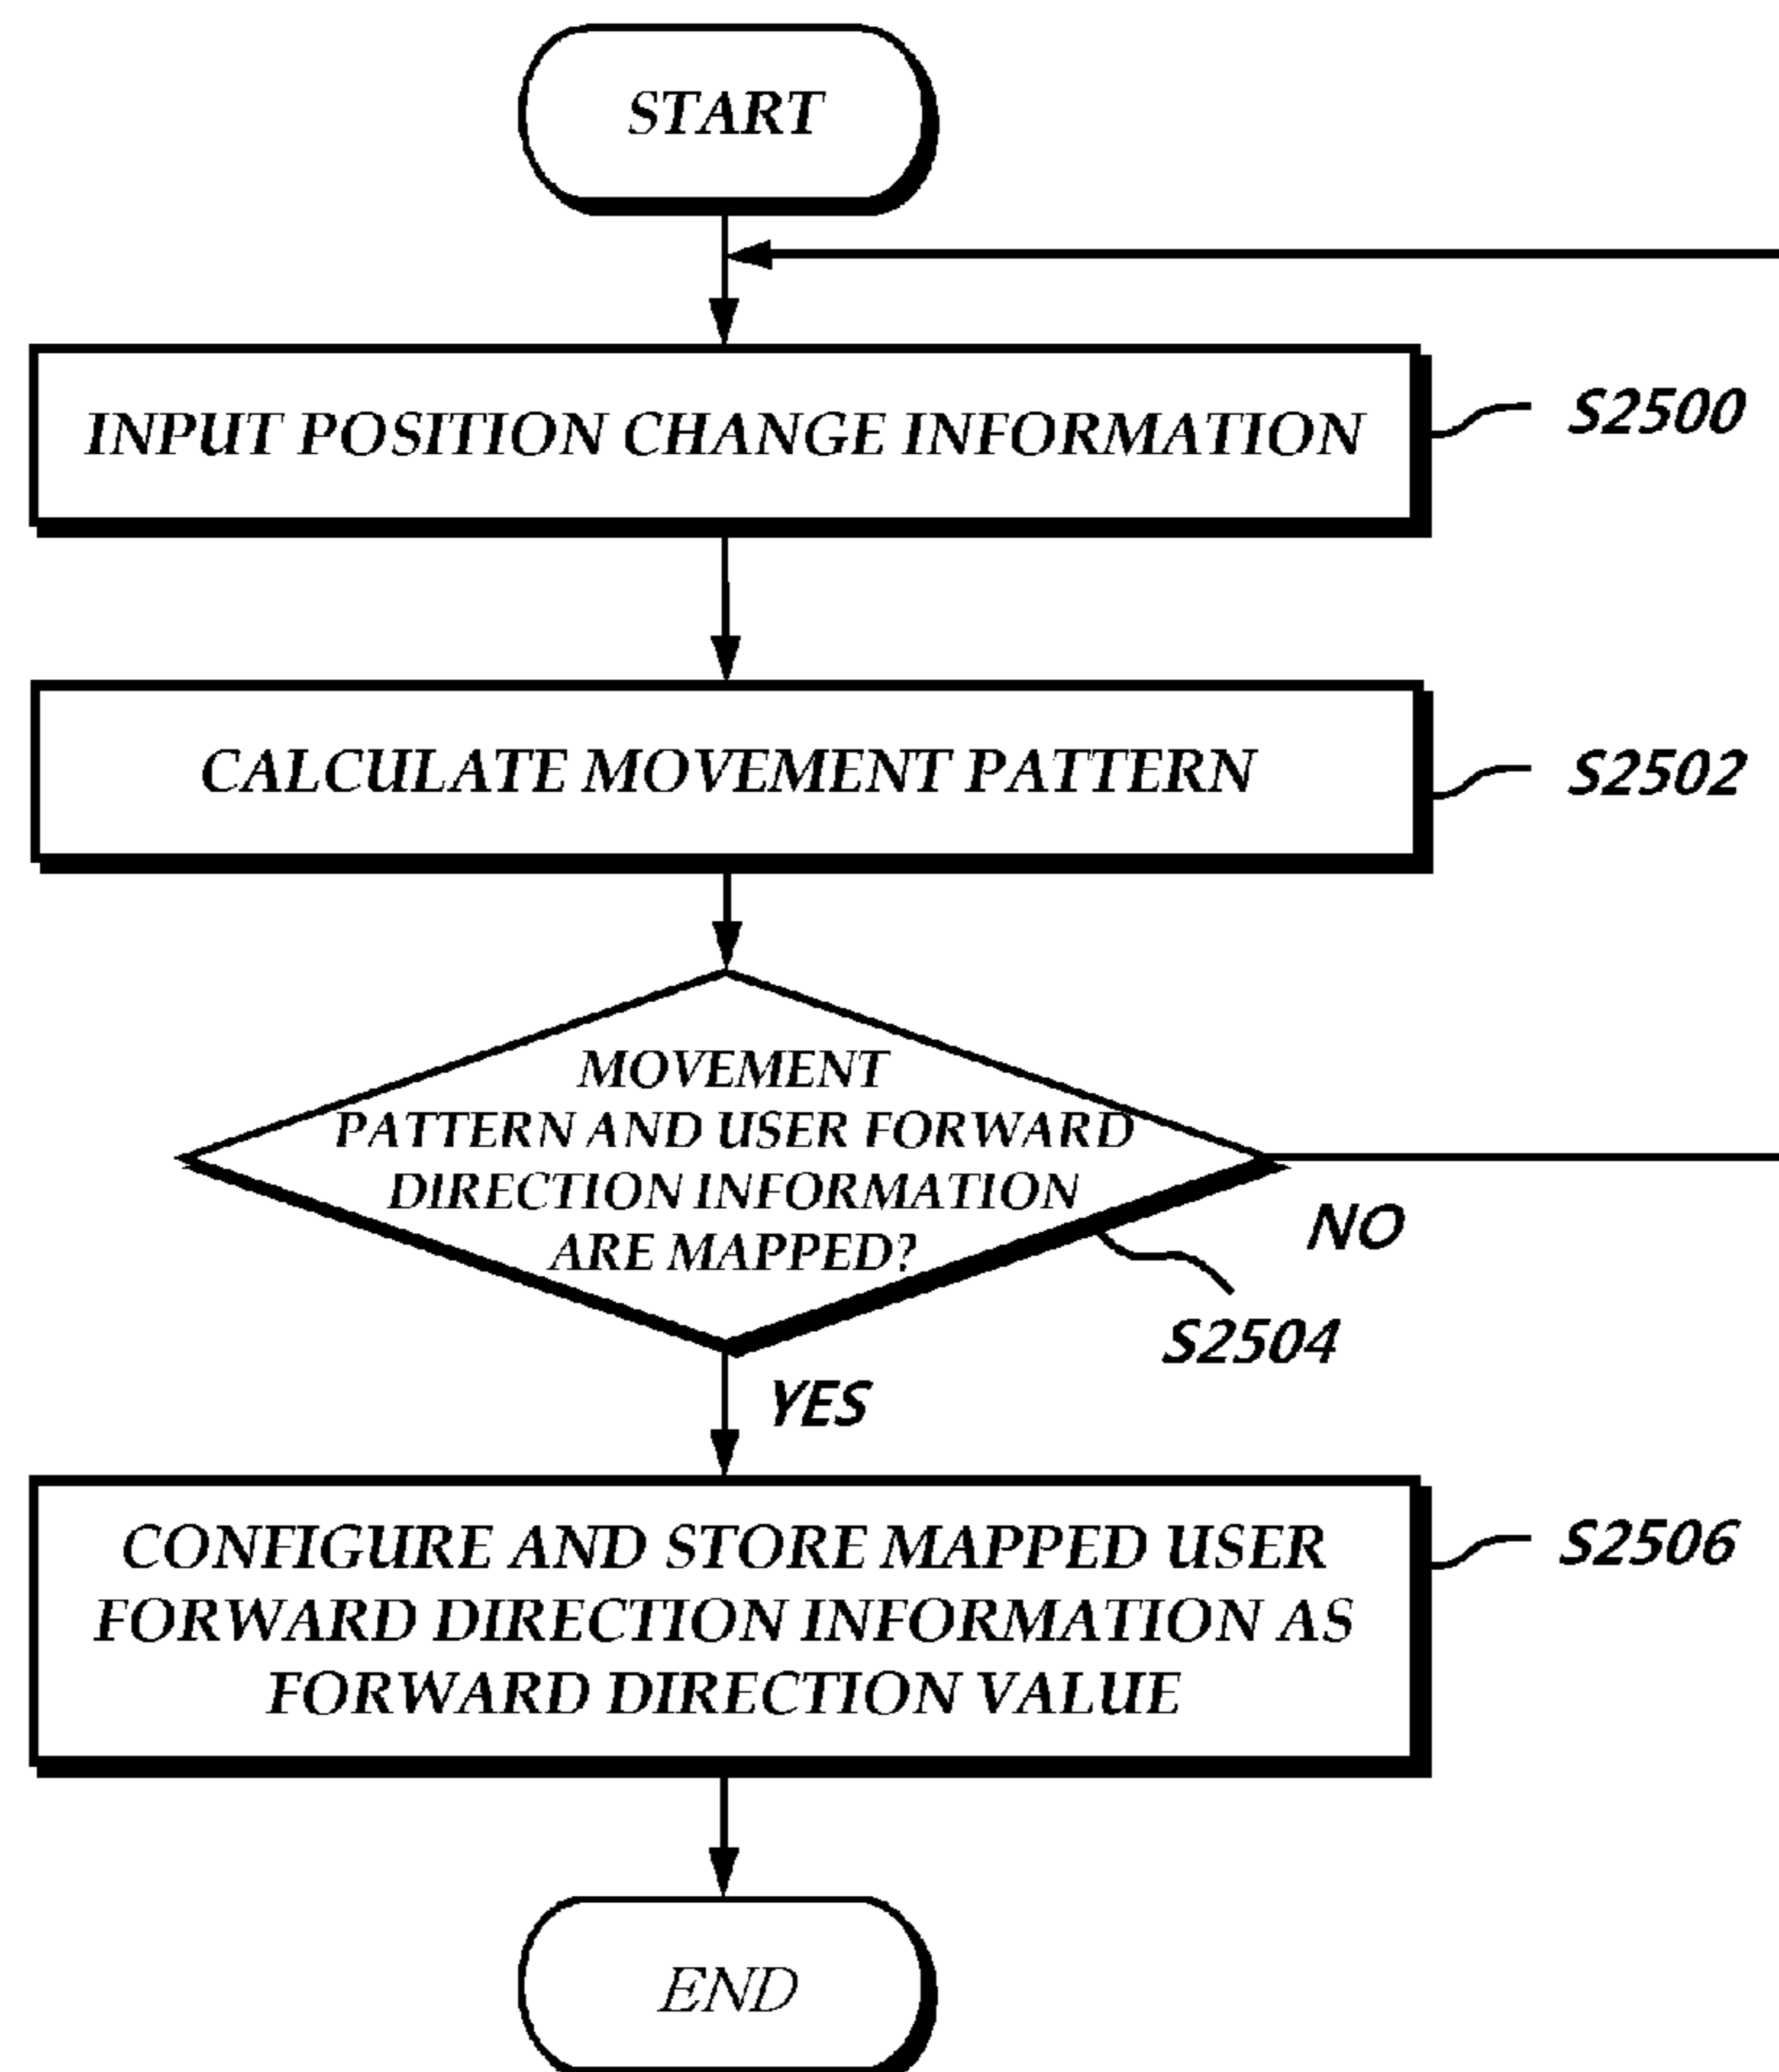 START
INPUT POSITION CHANGE INFORMATION
S2500
CALCULATE MOVEMENT PATTERN
S2502
MOVEMENT
PATTERN AND USER FORWARD
DIRECTION INFORMATION
ARE MAPPED?
NO
S2504
YES
CONFIGURE AND STORE MAPPED USER
FORWARD DIRECTION INFORMATION AS
FORWARD DIRECTION VALUE
S2506
END